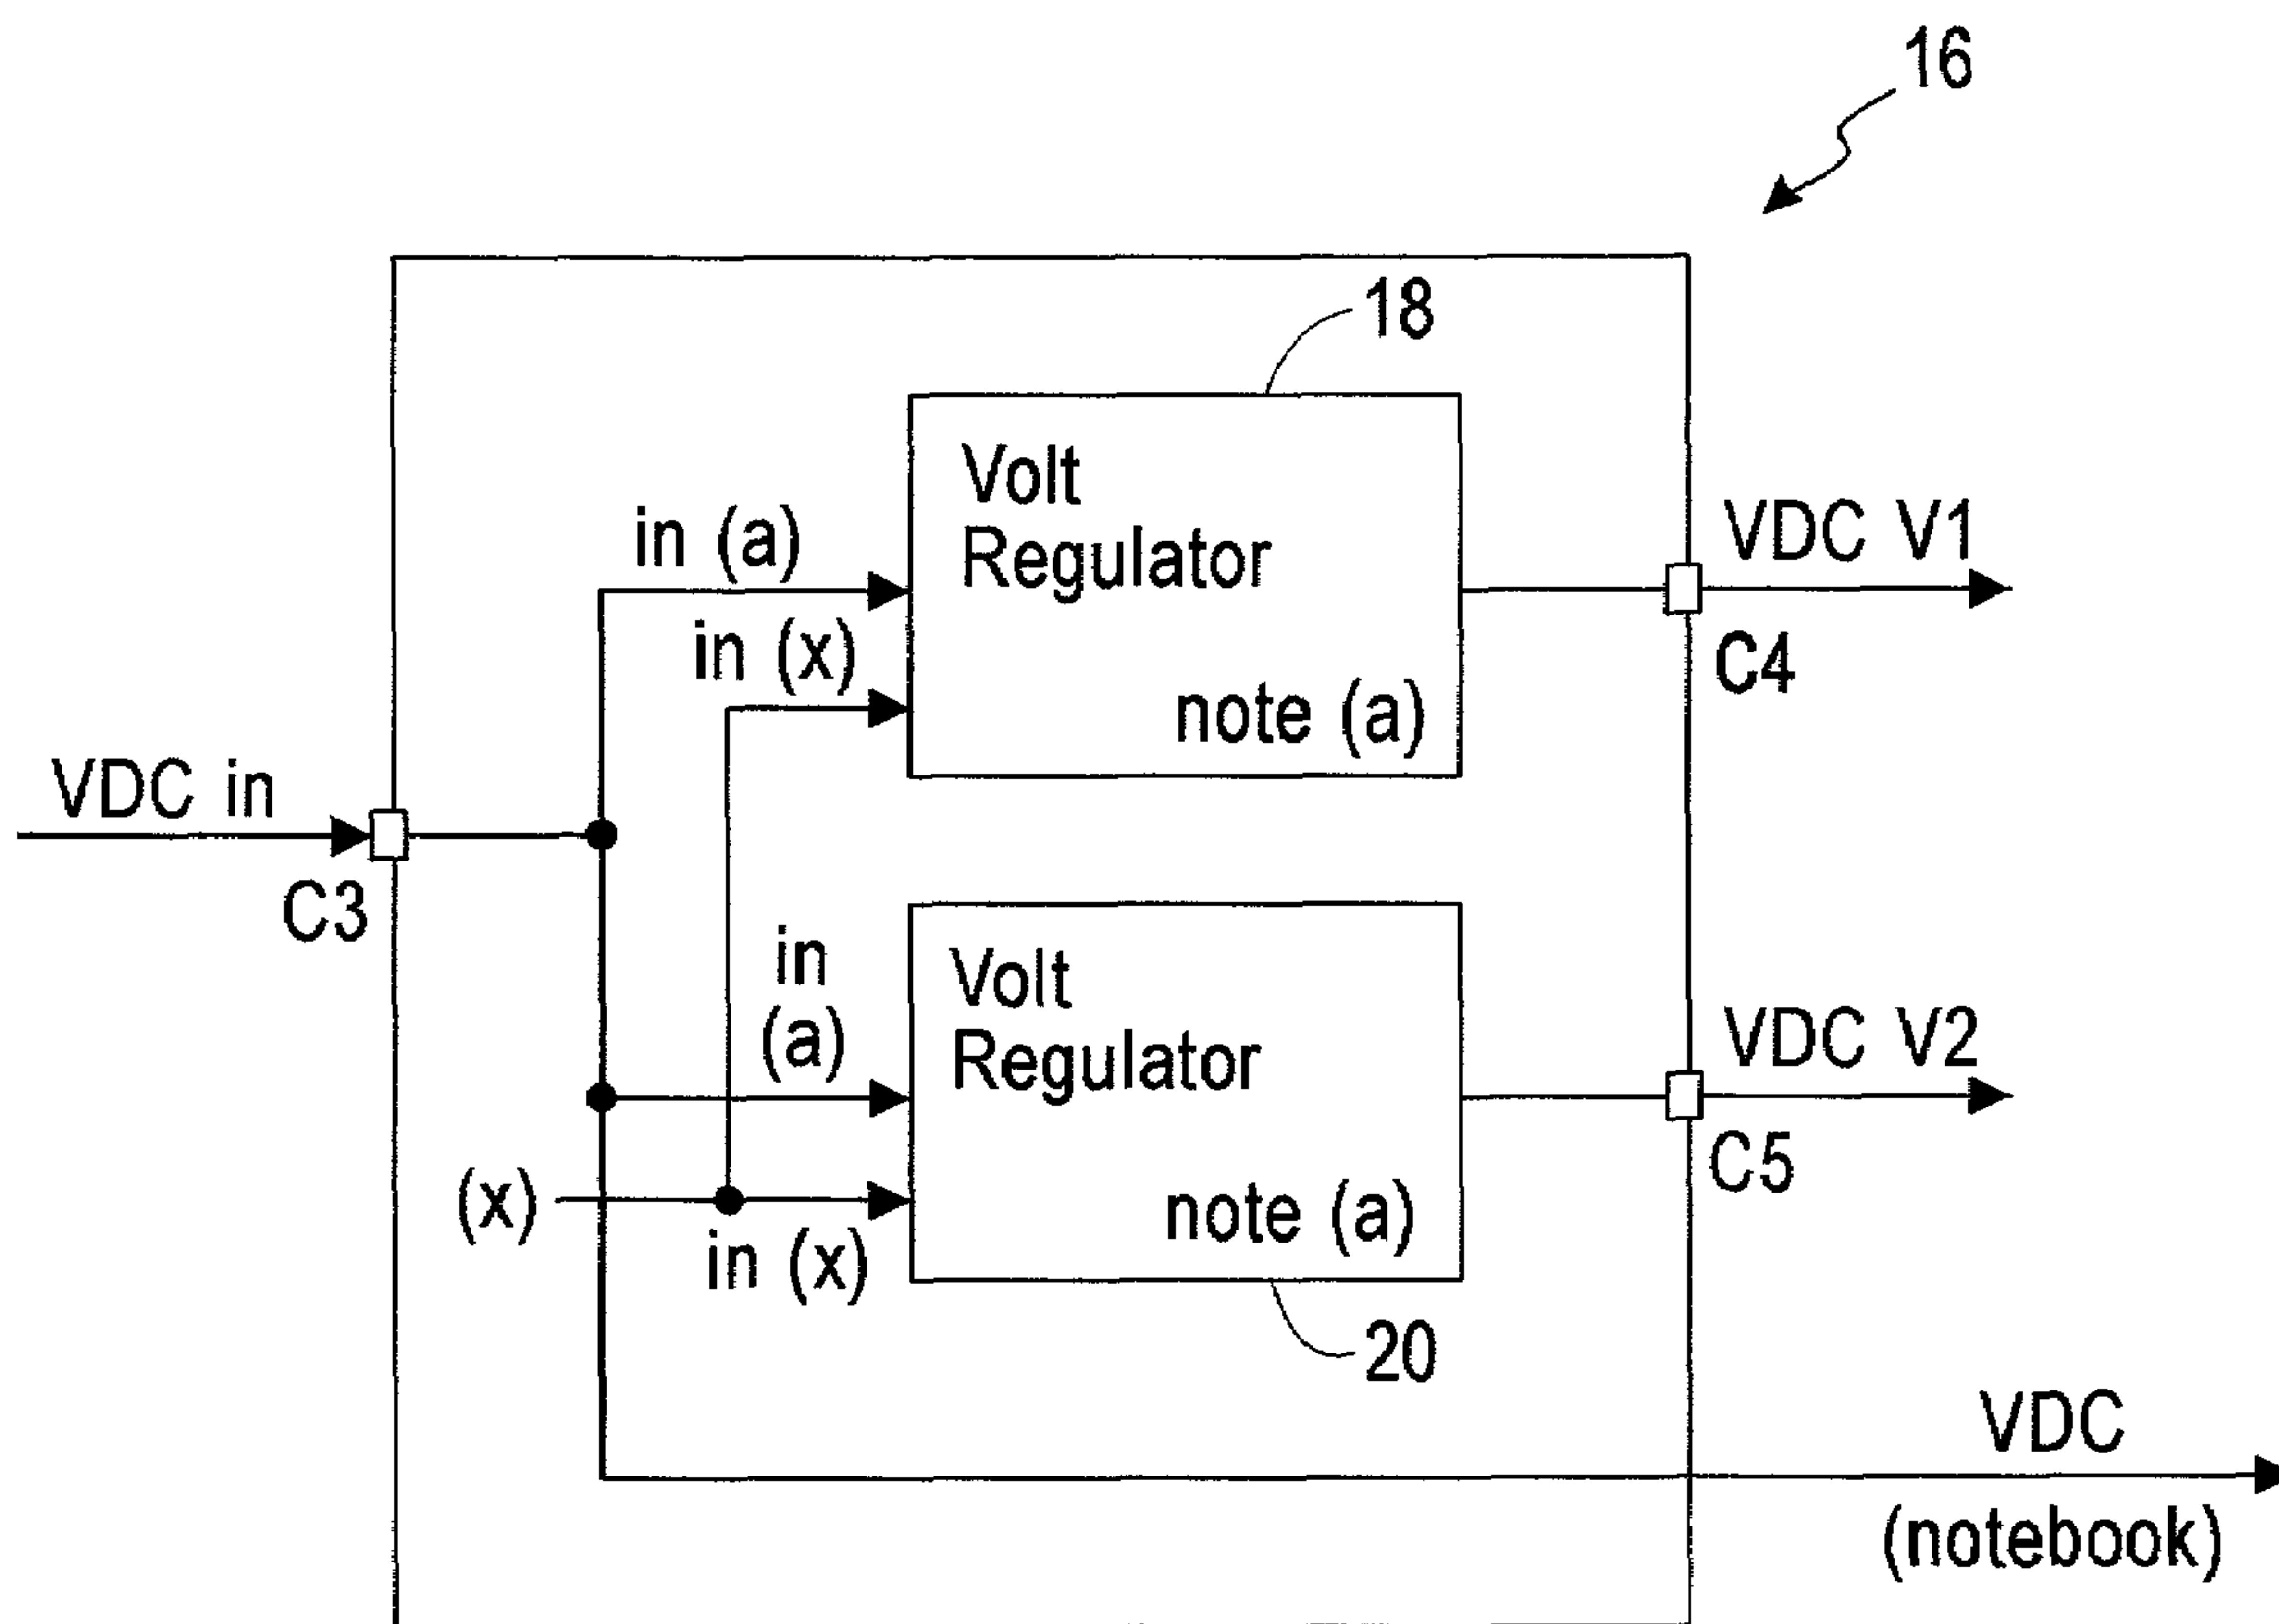 16
18
Volt
Regulator
in (a)
in (x)
note (a)
VDC V1
C4
VDC in
C3
in
(a)
Volt
Regulator
note (a)
VDC V2
C5
(x)
in (x)
20
VDC
(notebook)